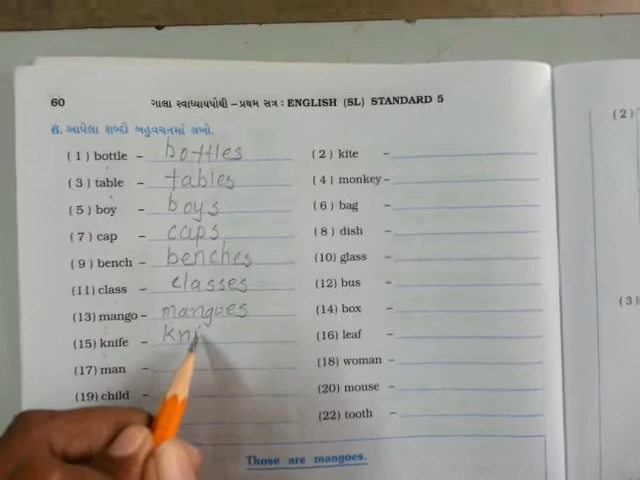 60 ગાલા સ્વાધ્યાયપોથી – પ્રથમ સત્ર : ENGLISH (SL) STANDARD 5
6. આપેલા શબ્દો બહુવચનમાં લખો.
(1) bottle – bottles (2) kite –
(3) table – tables (4) monkey –
(5) boy – boys (6) bag –
(7) cap – caps (8) dish –
(9) bench – benches (10) glass –
(11) class – classes (12) bus –
(13) mango – mangoes (14) box –
(15) knife – kni (16) leaf –
(17) man – (18) woman –
(19) child – (20) mouse –
(22) tooth –
Those are mangoes.
(2)
(3)